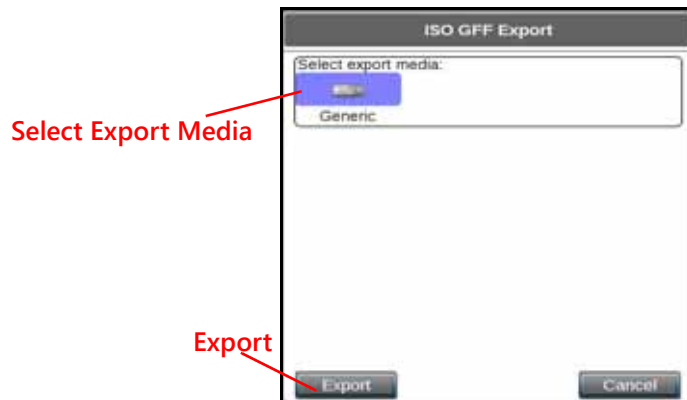 ISO GFF Export
Select export media:
Generic
Select Export Media
Export
Export
Cancel